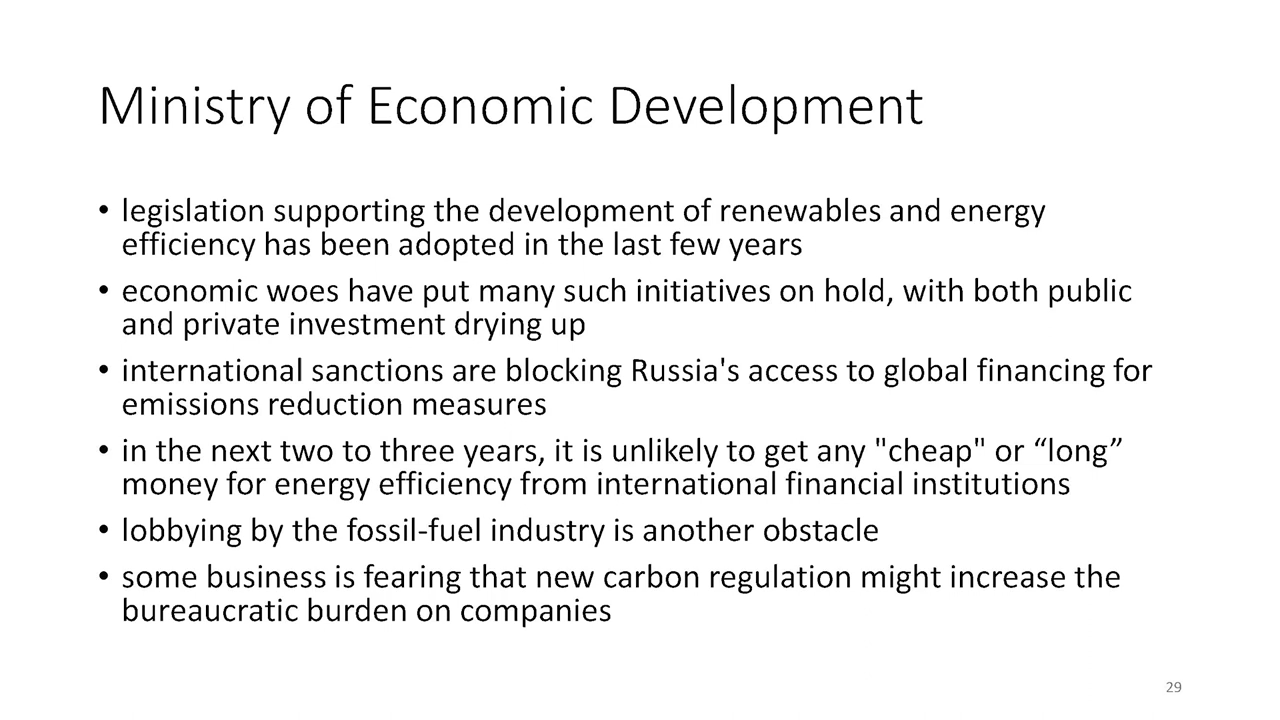 Ministry of Economic Development
• legislation supporting the development of renewables and energy
efficiency has been adopted in the last few years
• economic woes have put many such initiatives on hold, with both public
and private investment drying up
• international sanctions are blocking Russia's access to global financing for
emissions reduction measures
• in the next two to three years, it is unlikely to get any "cheap" or “long”
money for energy efficiency from international financial institutions
• lobbying by the fossil-fuel industry is another obstacle
• some business is fearing that new carbon regulation might increase the
bureaucratic burden on companies
29